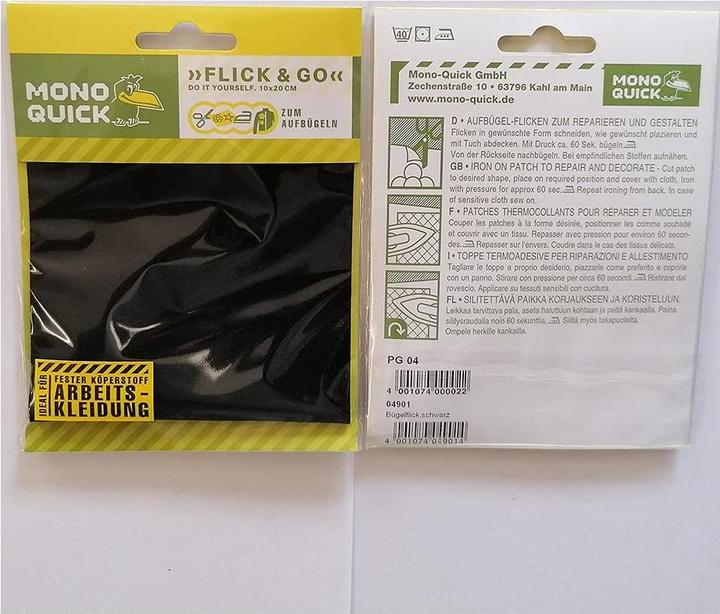 MONO
QUICK
»FLICK & GO«
DO IT YOURSELF. 10x20CM
ZUM
AUFBÜGELN
IDEAL FÜR
FESTER KÖPERSTOFF
ARBEITS-
KLEIDUNG
40
Mono-Quick GmbH
Zechenstraße 10 • 63796 Kahl am Main
www.mono-quick.de
MONO
QUICK
D • AUFBÜGEL-FLICKEN ZUM REPARIEREN UND GESTALTEN
Flicken in gewünschte Form schneiden, wie gewünscht plazieren und
mit Tuch abdecken. Mit Druck ca. 60 Sek. bügeln.
Von der Rückseite nachbügeln. Bei empfindlichen Stoffen aufnähen.
GB • IRON ON PATCH TO REPAIR AND DECORATE - Cut patch
to desired shape, place on required position and cover with cloth, Iron
with pressure for approx 60 sec. Repeat ironing from back. In case
of sensitive cloth sew on.
F • PATCHES THERMOCOLLANTS POUR RÉPARER ET MODELER
Couper les patches à la forme désirée, positionner les comme souhaité
et couvrir avec un tissu. Repasser avec pression pour environ 60 secon-
des. Repasser sur l'envers. Coudre dans le cas des tissus délicats.
I • TOPPE TERMOADESIVE PER RIPARAZIONI E ALLESTIMENTO
Tagliare le toppe a proprio desiderio, piazzarle come preferito e coprirle
con un panno. Stirare con pressione per circa 60 secondi. Ristirare dal
rovescio. Applicare su tessuti sensibili con cucitura.
FL • SILITETTÄVÄ PAIKKA KORJAUKSEEN JA KORISTELUUN.
Leikkaa tarvittava pala, aseta haluttuun kohtaan ja peitä kankaalla. Paina
silitysraudalla noin 60 sekunttia. Silitä myös takapuolelta.
Ompele herkille kankailla.
PG 04
4 001074 000022
04901
Bügelflick,schwarz
4 001074 049014